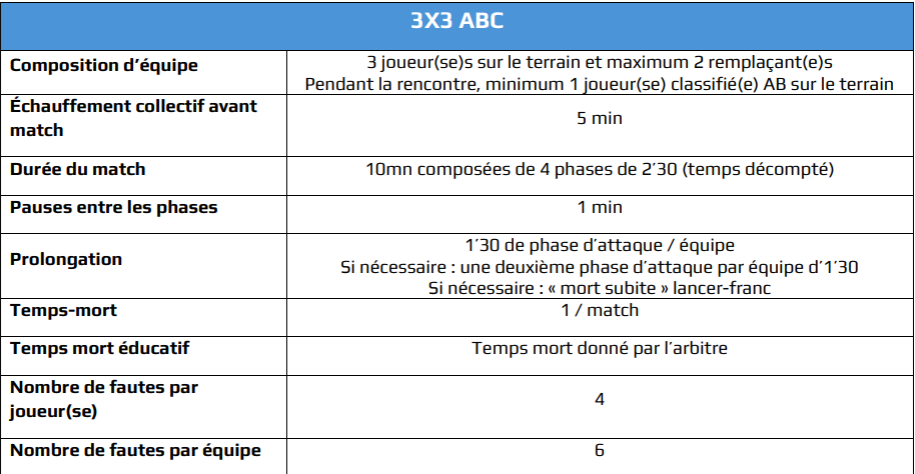 3X3 ABC
Composition d'équipe
3 joueur(se)s sur le terrain et maximum 2 remplaçant(e)s
Pendant la rencontre, minimum 1 joueur(se) classifié(e) AB sur le terrain
Échauffement collectif avant
match
5 min
Durée du match
10mn composées de 4 phases de 2'30 (temps décompté)
Pauses entre les phases
1 min
Prolongation
1'30 de phase d'attaque / équipe
Si nécessaire : une deuxième phase d'attaque par équipe d'1'30
Si nécessaire : « mort subite » lancer-franc
Temps-mort
1 / match
Temps mort éducatif
Temps mort donné par l'arbitre
Nombre de fautes par
joueur(se)
4
Nombre de fautes par équipe
6